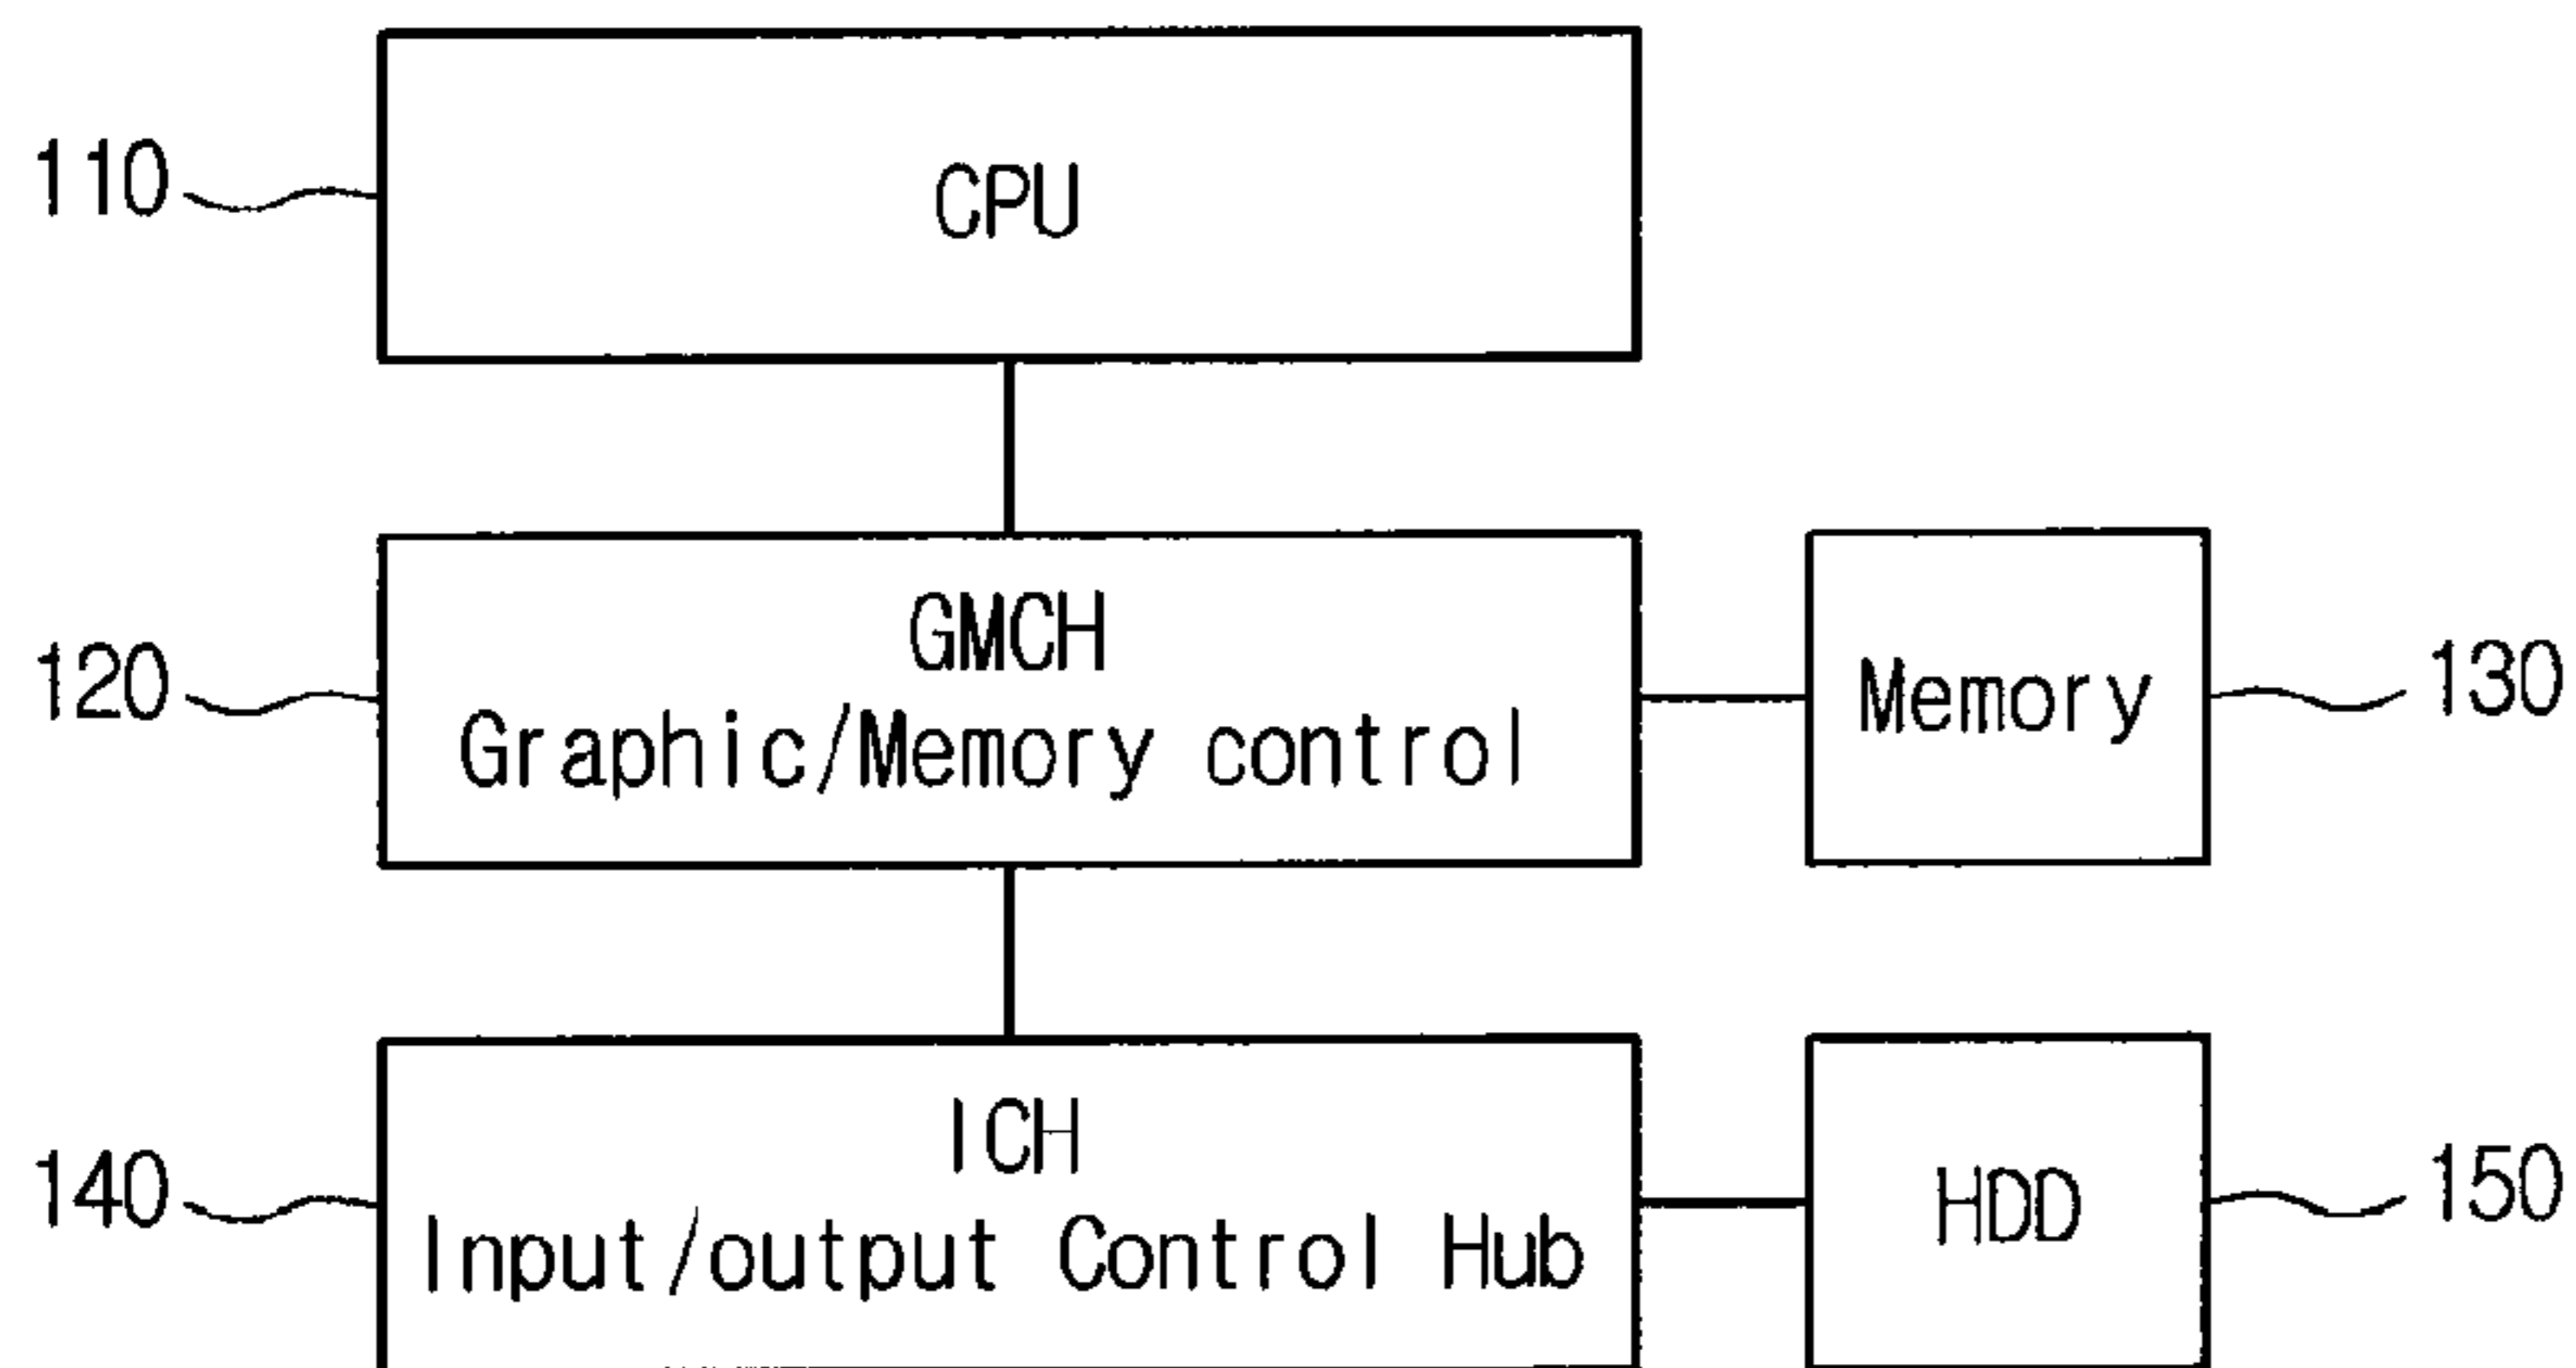 110
CPU
120
GMCH
Graphic/Memory control
Memory
130
140
ICH
Input/output Control Hub
HDD
150